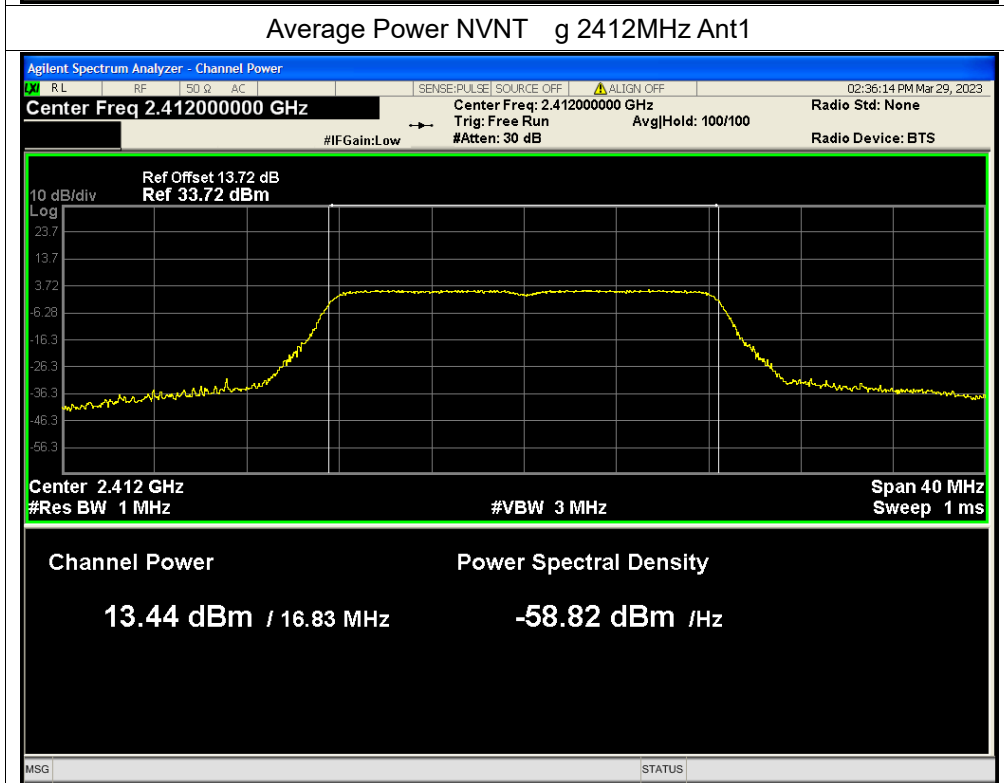 Average Power NVNT g 2412MHz Ant1
Agilent Spectrum Analyzer - Channel Power
LXI RL RF 50 Ω AC SENSE:PULSE SOURCE OFF ALIGN OFF 02:36:14 PM Mar 29, 2023
Center Freq 2.412000000 GHz Center Freq: 2.412000000 GHz Radio Std: None
Trig: Free Run Avg|Hold: 100/100
#IFGain:Low #Atten: 30 dB Radio Device: BTS
Ref Offset 13.72 dB
10 dB/div Ref 33.72 dBm
Log
23.7
13.7
3.72
-6.28
-16.3
-26.3
-36.3
-46.3
-56.3
Center 2.412 GHz Span 40 MHz
#Res BW 1 MHz #VBW 3 MHz Sweep 1 ms
Channel Power Power Spectral Density
13.44 dBm / 16.83 MHz -58.82 dBm /Hz
MSG STATUS